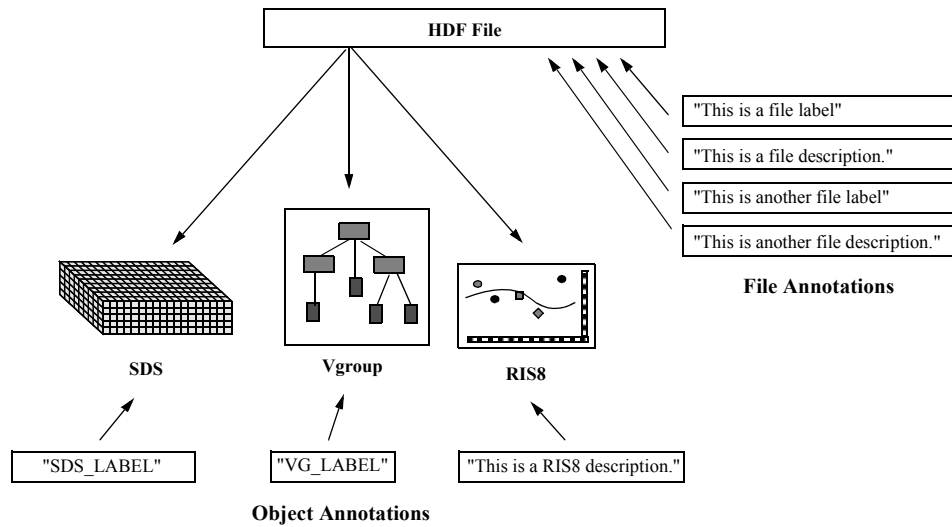 HDF File
"This is a file label"
"This is a file description."
"This is another file label"
"This is another file description."
File Annotations
SDS
Vgroup
RIS8
"SDS_LABEL"
"VG_LABEL"
"This is a RIS8 description."
Object Annotations